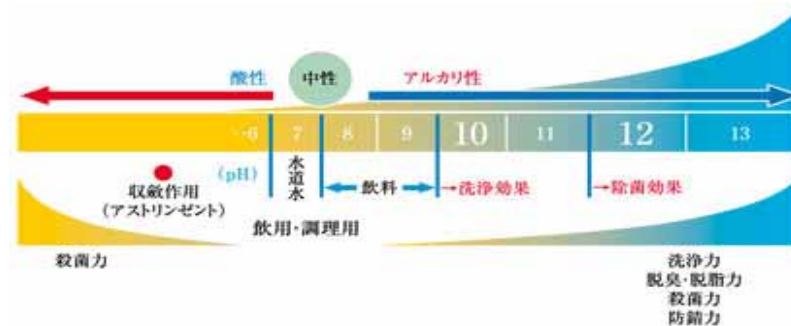 酸性
中性
アルカリ性
…6 7 8 9 10 11 12 13
(pH)
水道水
飲料
→洗浄効果
→除菌効果
収斂作用
(アストリンゼント)
飲用・調理用
殺菌力
洗浄力
脱臭・脱脂力
殺菌力
防錆力